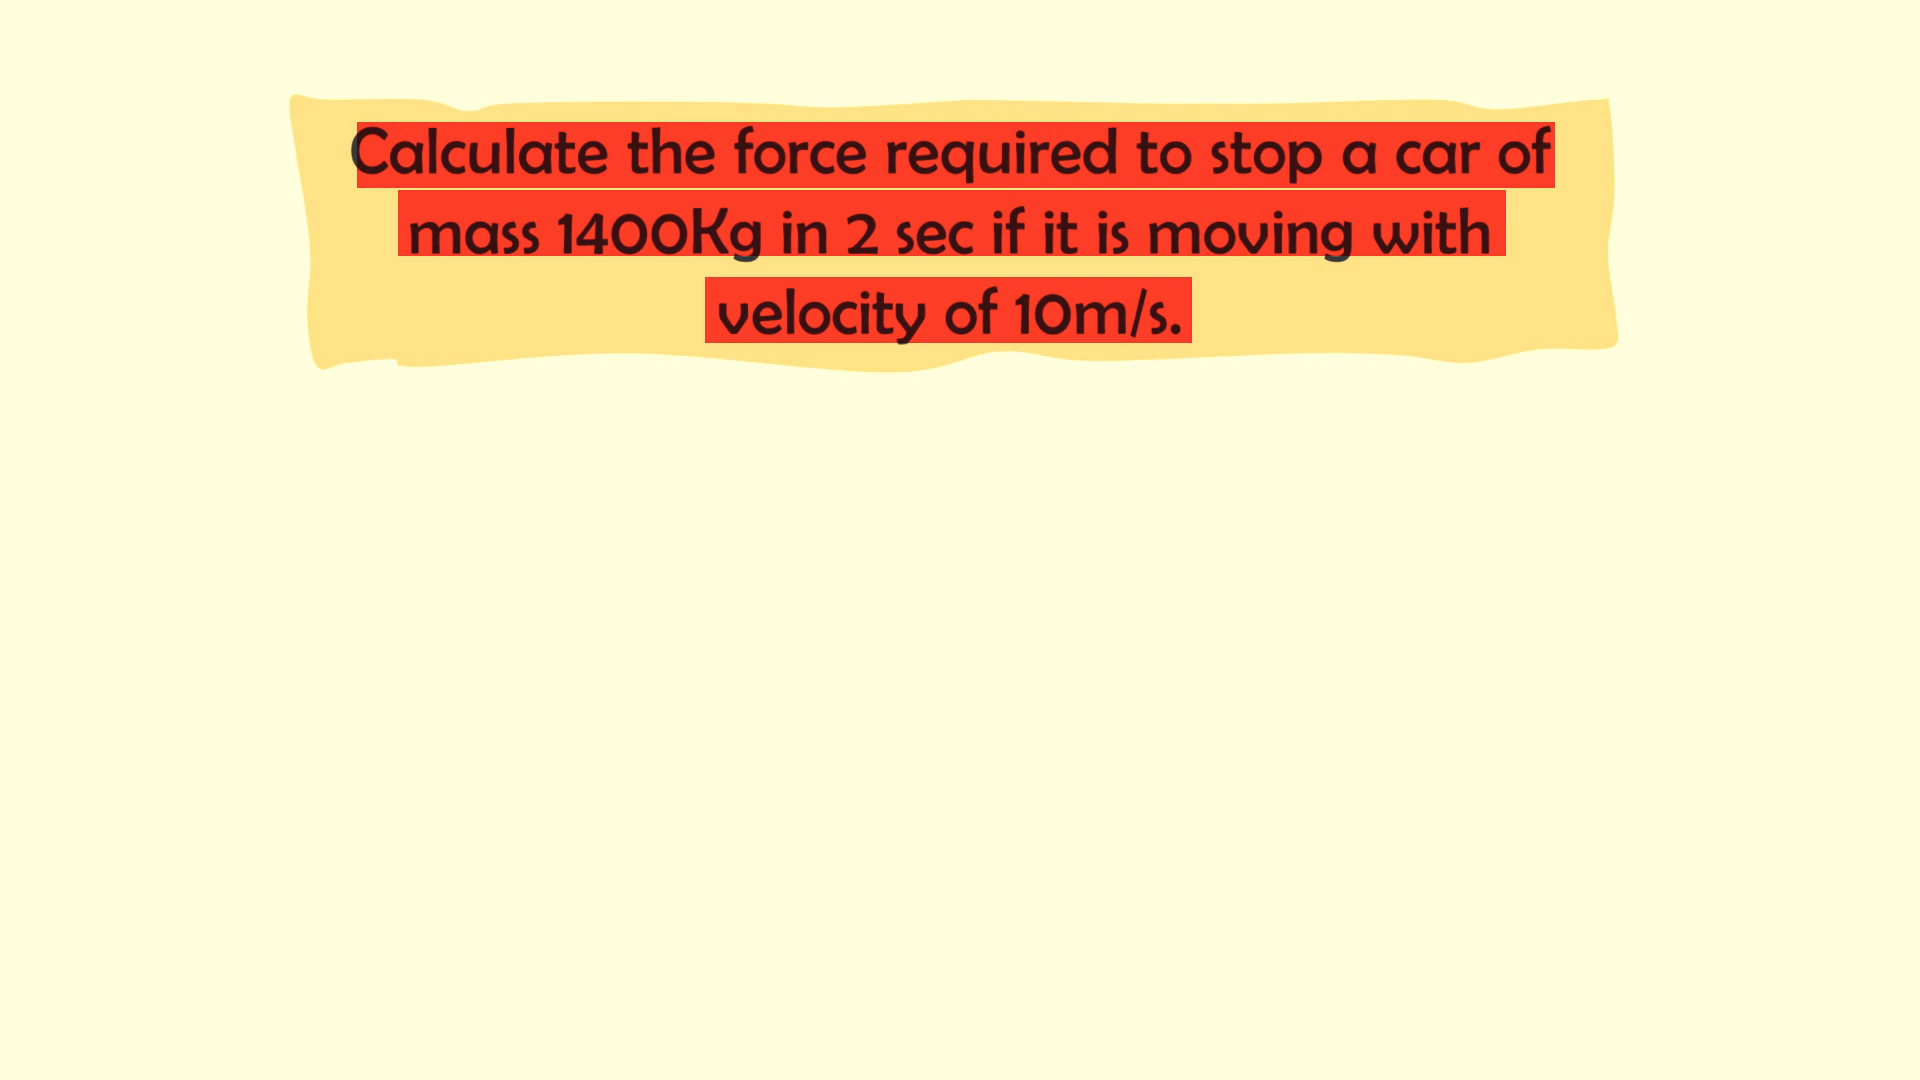 Calculate the force required to stop a car of
mass 1400Kg in 2 sec if it is moving with
velocity of 10m/s.